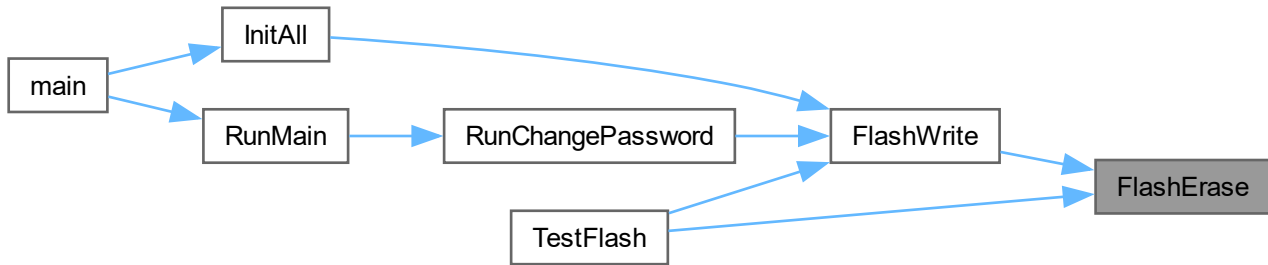 main
InitAll
RunMain
RunChangePassword
TestFlash
FlashWrite
FlashErase